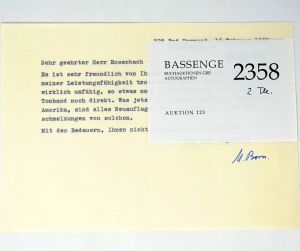 Sehr geehrter Herr Rosenbach
Es ist sehr freundlich von Ih
meiner Leistungsfähigkeit tro
wirklich unfähig, so etwas no
Tonband noch direkt. Was jetz
Amerika, sind alles Neuauflag
schmelzungen von solchen.
Mit dem Bedauern, Ihnen nicht
BASSENGE
BUCHAUKTIONEN GBR
AUTOGRAPHEN
2358
2 Tle.
AUKTION 123
M. Born.